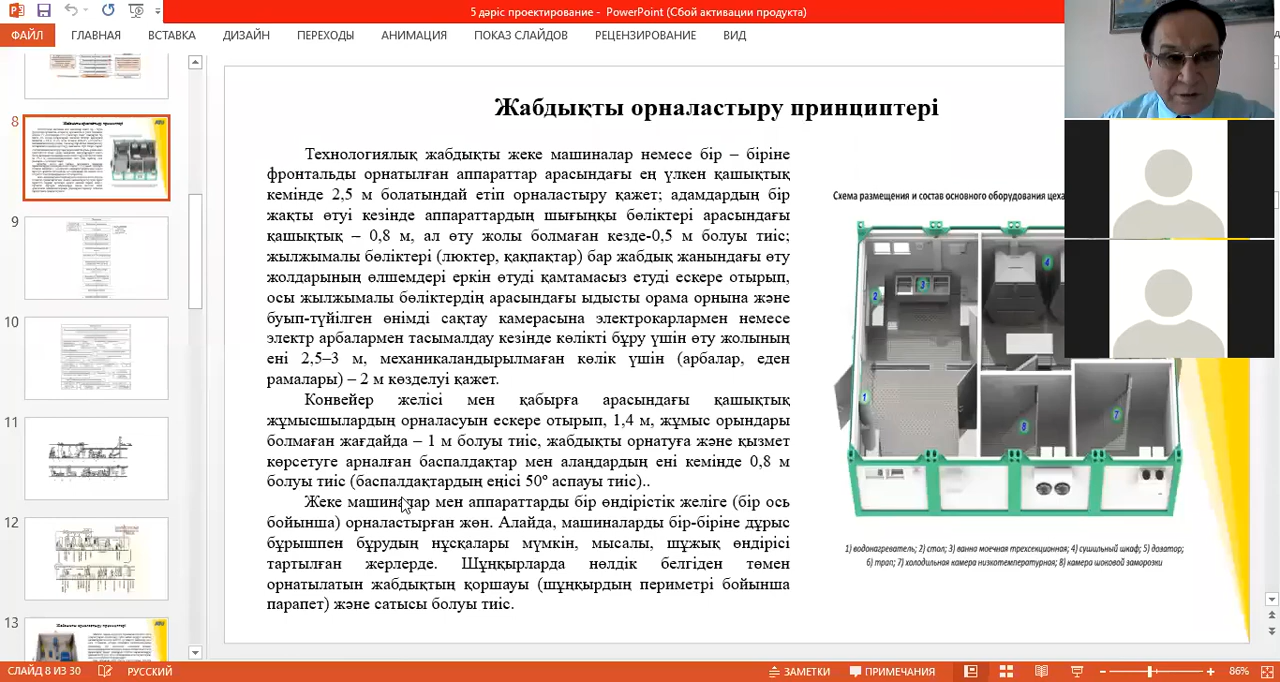 5 дәріс проектирование - PowerPoint (Сбой активации продукта)
ФАЙЛ ГЛАВНАЯ ВСТАВКА ДИЗАЙН ПЕРЕХОДЫ АНИМАЦИЯ ПОКАЗ СЛАЙДОВ РЕЦЕНЗИРОВАНИЕ ВИД
8
9
10
11
12
13
Жабдықты орналастыру принциптері
Технологиялық жабдықты жеке машиналар немесе бір – біріне
фронтальды орнатылған аппараттар арасындағы ең үлкен қашықтық
кемінде 2,5 м болатындай етіп орналастыру қажет; адамдардың бір
жақты өтуі кезінде аппараттардың шығыңқы бөліктері арасындағы
қашықтық – 0,8 м, ал өту жолы болмаған кезде-0,5 м болуы тиіс;
жылжымалы бөліктері (люктер, қақпақтар) бар жабдық жанындағы өту
жолдарының өлшемдері еркін өтуді қамтамасыз етуді ескере отырып,
осы жылжымалы бөліктердің арасындағы ыдысты орама орнына және
буып-түйілген өнімді сақтау камерасына электрокарлармен немесе
электр арбалармен тасымалдау кезінде көлікті бұру үшін өту жолының
ені 2,5–3 м, механикаландырылмаған көлік үшін (арбалар, еден
рамалары) – 2 м көзделуі қажет.
Конвейер желісі мен қабырға арасындағы қашықтық
жұмысшылардың орналасуын ескере отырып, 1,4 м, жұмыс орындары
болмаған жағдайда – 1 м болуы тиіс, жабдықты орнатуға және қызмет
көрсетуге арналған баспалдақтар мен алаңдардың ені кемінде 0,8 м
болуы тиіс (баспалдақтардың еңісі 50º аспауы тиіс)..
Жеке машиналар мен аппараттарды бір өндірістік желіге (бір ось
бойынша) орналастырған жөн. Алайда, машиналарды бір-біріне дұрыс
бұрышпен бұрудың нұсқалары мүмкін, мысалы, шұжық өндірісі
тартылған жерлерде. Шұңқырларда нөлдік белгіден төмен
орнатылатын жабдықтың қоршауы (шұңқырдың периметрі бойынша
парапет) және сатысы болуы тиіс.
Схема размещения и состав основного оборудования цеха
1
2
3
4
7
8
1) водонагреватель; 2) стол; 3) ванна моечная трехсекционная; 4) сушильный шкаф; 5) дозатор;
6) трап; 7) холодильная камера низкотемпературная; 8) камера шоковой заморозки
СЛАЙД 8 ИЗ 30 РУССКИЙ ЗАМЕТКИ ПРИМЕЧАНИЯ 86%